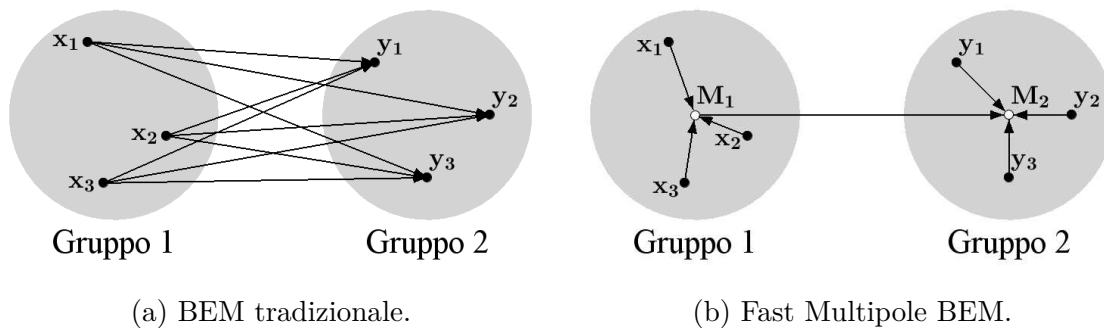 x₁
y₁
y₂
x₂
y₃
x₃
Gruppo 1
Gruppo 2
(a) BEM tradizionale.
x₁
y₁
M₁
M₂
y₂
x₂
y₃
x₃
Gruppo 1
Gruppo 2
(b) Fast Multipole BEM.